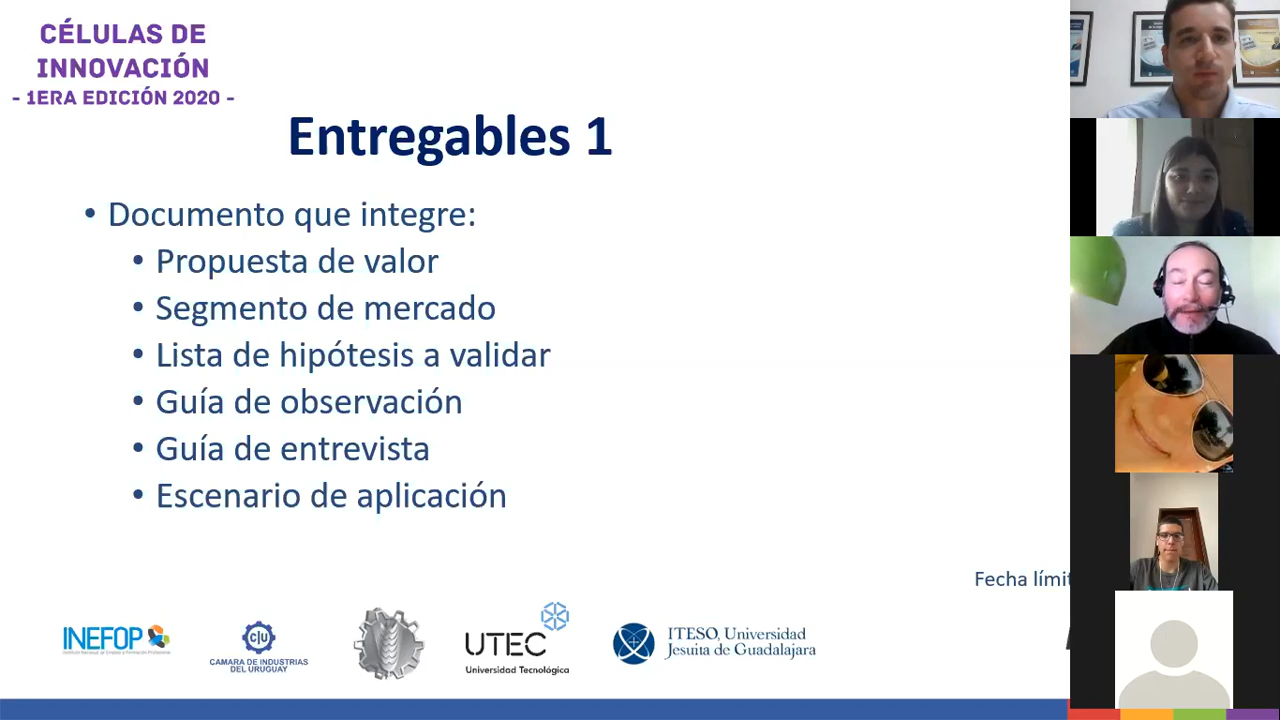 CÉLULAS DE
INNOVACIÓN
- 1ERA EDICIÓN 2020 -
Entregables 1
• Documento que integre:
• Propuesta de valor
• Segmento de mercado
• Lista de hipótesis a validar
• Guía de observación
• Guía de entrevista
• Escenario de aplicación
Fecha límit
INEFOP
CIU
CAMARA DE INDUSTRIAS
DEL URUGUAY
UTEC
Universidad Tecnológica
ITESO, Universidad
Jesuita de Guadalajara